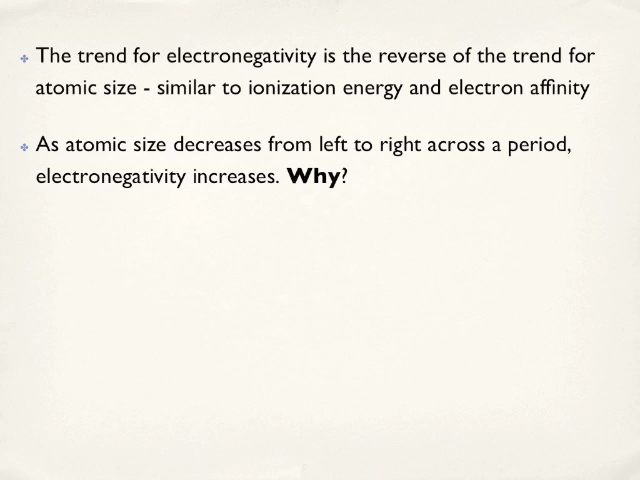 The trend for electronegativity is the reverse of the trend for
atomic size - similar to ionization energy and electron affinity
As atomic size decreases from left to right across a period,
electronegativity increases. Why?